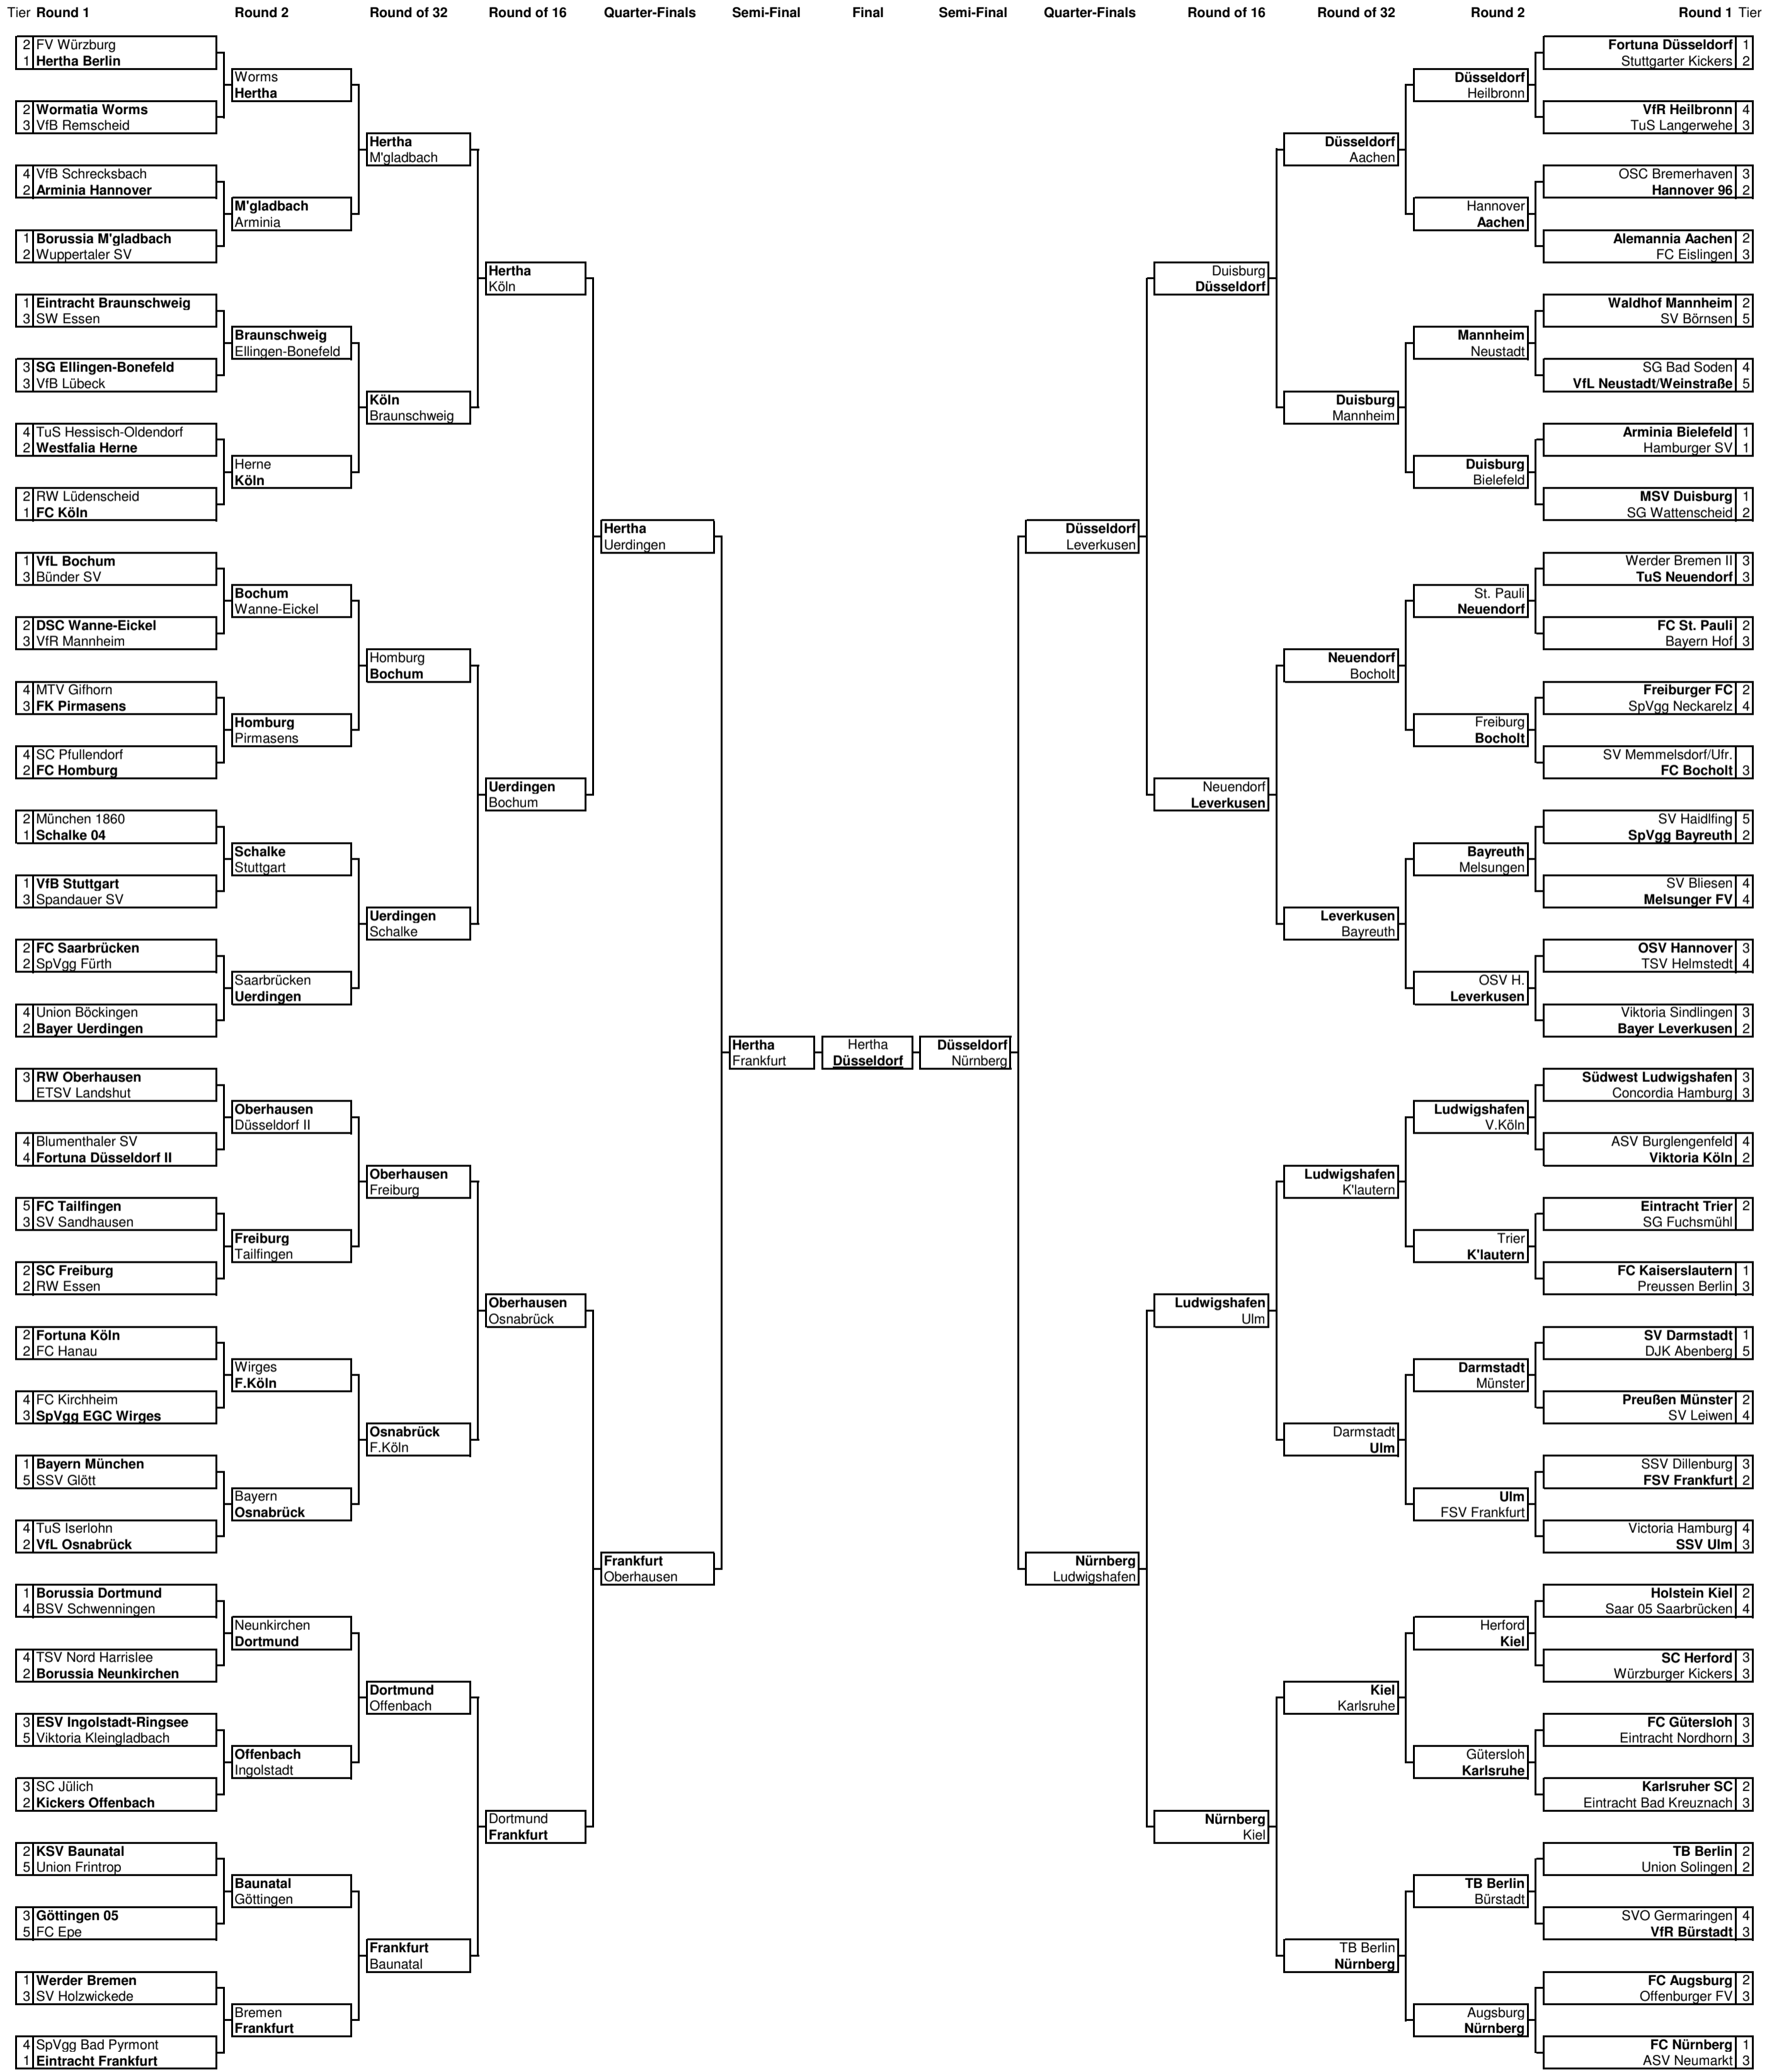 Tier Round 1 Round 2 Round of 32 Round of 16 Quarter-Finals Semi-Final Final Semi-Final Quarter-Finals Round of 16 Round of 32 Round 2 Round 1 Tier
2 FV Würzburg
1 Hertha Berlin
Worms
Hertha
2 Wormatia Worms
3 VfB Remscheid
Hertha
M'gladbach
4 VfB Schrecksbach
2 Arminia Hannover
M'gladbach
Arminia
1 Borussia M'gladbach
2 Wuppertaler SV
Hertha
Köln
1 Eintracht Braunschweig
3 SW Essen
Braunschweig
Ellingen-Bonefeld
3 SG Ellingen-Bonefeld
3 VfB Lübeck
Köln
Braunschweig
4 TuS Hessisch-Oldendorf
2 Westfalia Herne
Herne
Köln
2 RW Lüdenscheid
1 FC Köln
Hertha
Uerdingen
1 VfL Bochum
3 Bünder SV
Bochum
Wanne-Eickel
2 DSC Wanne-Eickel
3 VfR Mannheim
Homburg
Bochum
4 MTV Gifhorn
3 FK Pirmasens
Homburg
Pirmasens
4 SC Pfullendorf
2 FC Homburg
Uerdingen
Bochum
2 München 1860
1 Schalke 04
Schalke
Stuttgart
1 VfB Stuttgart
3 Spandauer SV
Uerdingen
Schalke
2 FC Saarbrücken
2 SpVgg Fürth
Saarbrücken
Uerdingen
4 Union Böckingen
2 Bayer Uerdingen
Hertha
Frankfurt
Hertha
Düsseldorf
Düsseldorf
Nürnberg
3 RW Oberhausen
ETSV Landshut
Oberhausen
Düsseldorf II
4 Blumenthaler SV
4 Fortuna Düsseldorf II
Oberhausen
Freiburg
5 FC Tailfingen
3 SV Sandhausen
Freiburg
Tailfingen
2 SC Freiburg
2 RW Essen
Oberhausen
Osnabrück
2 Fortuna Köln
2 FC Hanau
Wirges
F.Köln
4 FC Kirchheim
3 SpVgg EGC Wirges
Osnabrück
F.Köln
1 Bayern München
5 SSV Glött
Bayern
Osnabrück
4 TuS Iserlohn
2 VfL Osnabrück
Frankfurt
Oberhausen
1 Borussia Dortmund
4 BSV Schwenningen
Neunkirchen
Dortmund
4 TSV Nord Harrislee
2 Borussia Neunkirchen
Dortmund
Offenbach
3 ESV Ingolstadt-Ringsee
5 Viktoria Kleingladbach
Offenbach
Ingolstadt
3 SC Jülich
2 Kickers Offenbach
Dortmund
Frankfurt
2 KSV Baunatal
5 Union Frintrop
Baunatal
Göttingen
3 Göttingen 05
5 FC Epe
Frankfurt
Baunatal
1 Werder Bremen
3 SV Holzwickede
Bremen
Frankfurt
4 SpVgg Bad Pyrmont
1 Eintracht Frankfurt
Fortuna Düsseldorf 1
Stuttgarter Kickers 2
Düsseldorf
Heilbronn
VfR Heilbronn 4
TuS Langerwehe 3
Düsseldorf
Aachen
OSC Bremerhaven 3
Hannover 96 2
Hannover
Aachen
Alemannia Aachen 2
FC Eislingen 3
Duisburg
Düsseldorf
Waldhof Mannheim 2
SV Börnsen 5
Mannheim
Neustadt
SG Bad Soden 4
VfL Neustadt/Weinstraße 5
Duisburg
Mannheim
Arminia Bielefeld 1
Hamburger SV 1
Duisburg
Bielefeld
MSV Duisburg 1
SG Wattenscheid 2
Düsseldorf
Leverkusen
Werder Bremen II 3
TuS Neuendorf 3
St. Pauli
Neuendorf
FC St. Pauli 2
Bayern Hof 3
Neuendorf
Bocholt
Freiburger FC 2
SpVgg Neckarelz 4
Freiburg
Bocholt
SV Memmelsdorf/Ufr.
FC Bocholt 3
Neuendorf
Leverkusen
SV Haidlfing 5
SpVgg Bayreuth 2
Bayreuth
Melsungen
SV Bliesen 4
Melsunger FV 4
Leverkusen
Bayreuth
OSV Hannover 3
TSV Helmstedt 4
OSV H.
Leverkusen
Viktoria Sindlingen 3
Bayer Leverkusen 2
Südwest Ludwigshafen 3
Concordia Hamburg 3
Ludwigshafen
V.Köln
ASV Burglengenfeld 4
Viktoria Köln 2
Ludwigshafen
K'lautern
Eintracht Trier 2
SG Fuchsmühl
Trier
K'lautern
FC Kaiserslautern 1
Preussen Berlin 3
Ludwigshafen
Ulm
SV Darmstadt 1
DJK Abenberg 5
Darmstadt
Münster
Preußen Münster 2
SV Leiwen 4
Darmstadt
Ulm
SSV Dillenburg 3
FSV Frankfurt 2
Ulm
FSV Frankfurt
Victoria Hamburg 4
SSV Ulm 3
Nürnberg
Ludwigshafen
Holstein Kiel 2
Saar 05 Saarbrücken 4
Herford
Kiel
SC Herford 3
Würzburger Kickers 3
Kiel
Karlsruhe
FC Gütersloh 3
Eintracht Nordhorn 3
Gütersloh
Karlsruhe
Karlsruher SC 2
Eintracht Bad Kreuznach 3
Nürnberg
Kiel
TB Berlin 2
Union Solingen 2
TB Berlin
Bürstadt
SVO Germaringen 4
VfR Bürstadt 3
TB Berlin
Nürnberg
FC Augsburg 2
Offenburger FV 3
Augsburg
Nürnberg
FC Nürnberg 1
ASV Neumarkt 3